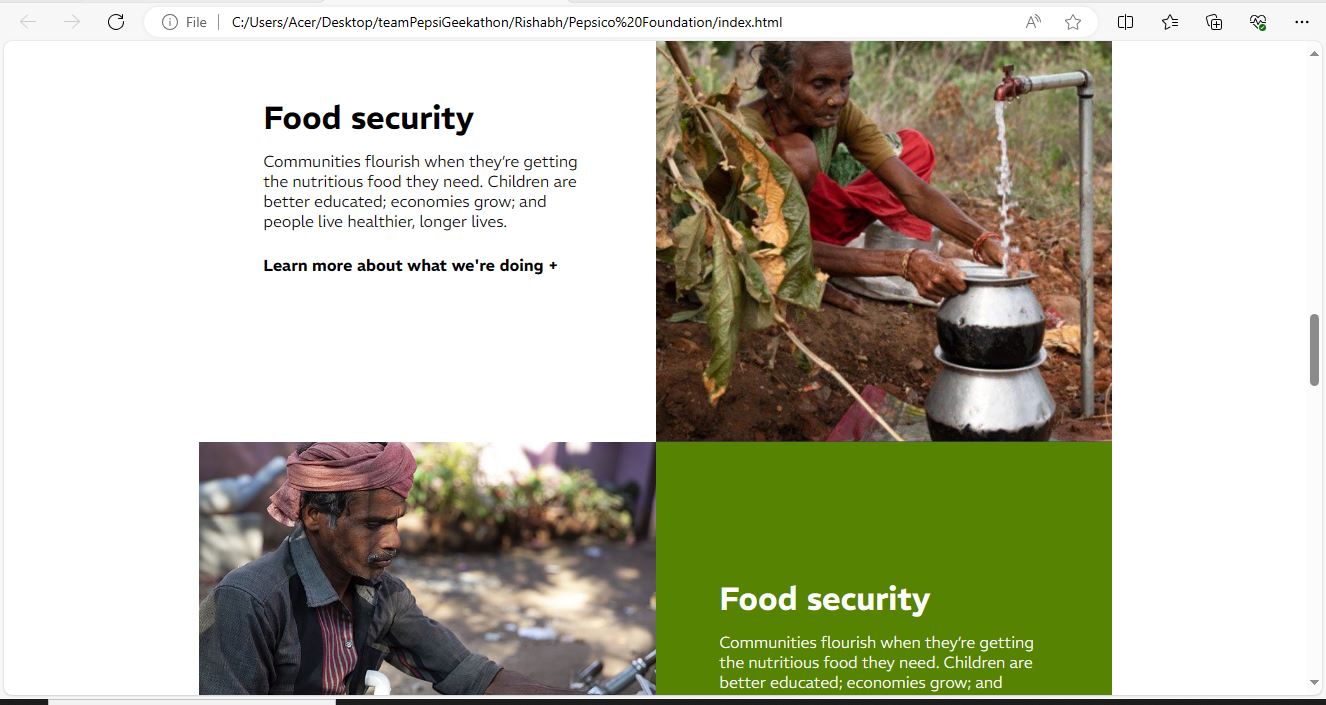 File
C:/Users/Acer/Desktop/teamPepsiGeekathon/Rishabh/Pepsico%20Foundation/index.html
Food security
Communities flourish when they're getting
the nutritious food they need. Children are
better educated; economies grow; and
people live healthier, longer lives.
Learn more about what we're doing +
Food security
Communities flourish when they're getting
the nutritious food they need. Children are
better educated; economies grow; and